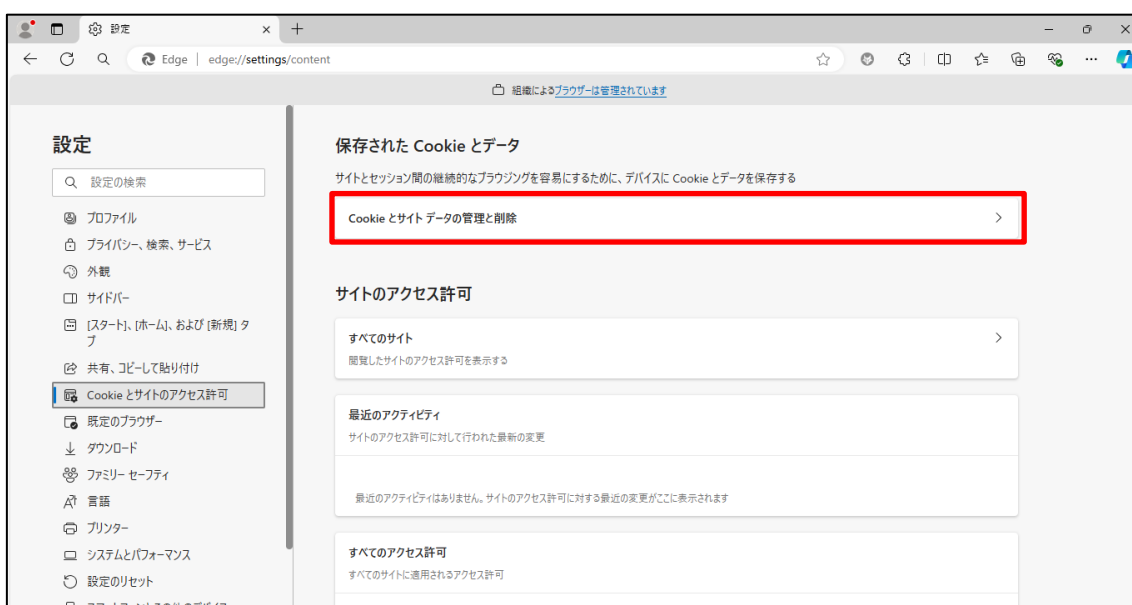 設定
Edge
edge://settings/content
組織によるブラウザーは管理されています
設定
設定の検索
プロファイル
プライバシー、検索、サービス
外観
サイドバー
[スタート]、[ホーム]、および [新規] タ
ブ
共有、コピーして貼り付け
Cookie とサイトのアクセス許可
既定のブラウザー
ダウンロード
ファミリー セーフティ
言語
プリンター
システムとパフォーマンス
設定のリセット
保存された Cookie とデータ
サイトとセッション間の継続的なブラウジングを容易にするために、デバイスに Cookie とデータを保存する
Cookie とサイト データの管理と削除
サイトのアクセス許可
すべてのサイト
閲覧したサイトのアクセス許可を表示する
最近のアクティビティ
サイトのアクセス許可に対して行われた最新の変更
最近のアクティビティはありません。サイトのアクセス許可に対する最近の変更がここに表示されます
すべてのアクセス許可
すべてのサイトに適用されるアクセス許可